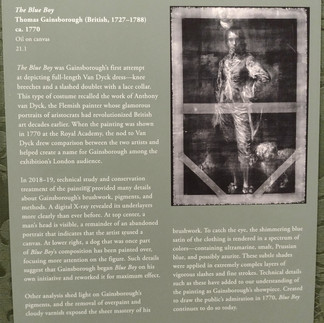 The Blue Boy
Thomas Gainsborough (British, 1727–1788)
ca. 1770
Oil on canvas
21.1
The Blue Boy was Gainsborough's first attempt
at depicting full-length Van Dyck dress—knee
breeches and a slashed doublet with a lace collar.
This type of costume recalled the work of Anthony
van Dyck, the Flemish painter whose glamorous
portraits of aristocrats had revolutionized British
art decades earlier. When the painting was shown
in 1770 at the Royal Academy, the nod to Van
Dyck drew comparison between the two artists and
helped create a name for Gainsborough among the
exhibition's London audience.
In 2018–19, technical study and conservation
treatment of the painting provided many details
about Gainsborough's brushwork, pigments, and
methods. A digital X-ray revealed its underlayers
more clearly than ever before. At top center, a
man's head is visible, a remainder of an abandoned
portrait that indicates that the artist reused a
canvas. At lower right, a dog that was once part
of Blue Boy's composition has been painted over,
focusing more attention on the figure. Such details
suggest that Gainsborough began Blue Boy on his
own initiative and reworked it for maximum effect.
Other analysis shed light on Gainsborough's
pigments, and the removal of overpaint and
cloudy varnish exposed the sheer mastery of his
brushwork. To catch the eye, the shimmering blue
satin of the clothing is rendered in a spectrum of
colors—containing ultramarine, smalt, Prussian
blue, and possibly azurite. These subtle shades
were applied in extremely complex layers of
vigorous slashes and fine strokes. Technical details
such as these have added to our understanding of
the painting as Gainsborough's showpiece. Created
to draw the public's admiration in 1770, Blue Boy
continues to do so today.